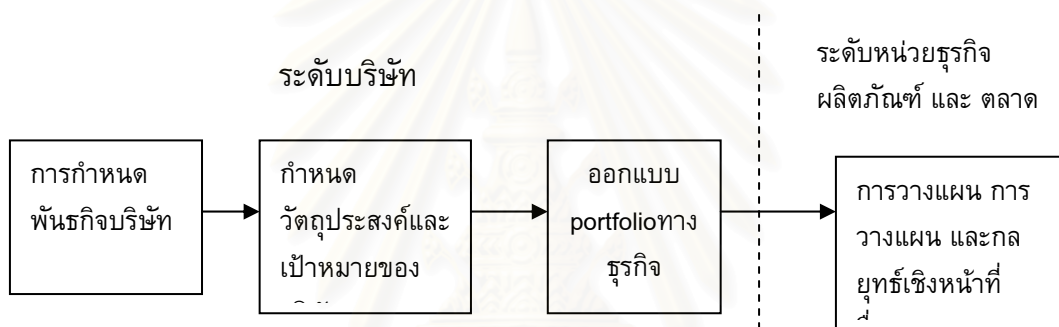 ระดับบริษัท
ระดับหน่วยธุรกิจ
ผลิตภัณฑ์ และ ตลาด
การกำหนด
พันธกิจบริษัท
กำหนด
วัตถุประสงค์และ
เป้าหมายของ
ออกแบบ
portfolioทาง
ธุรกิจ
การวางแผน การ
วางแผน และกล
ยุทธ์เชิงหน้าที่